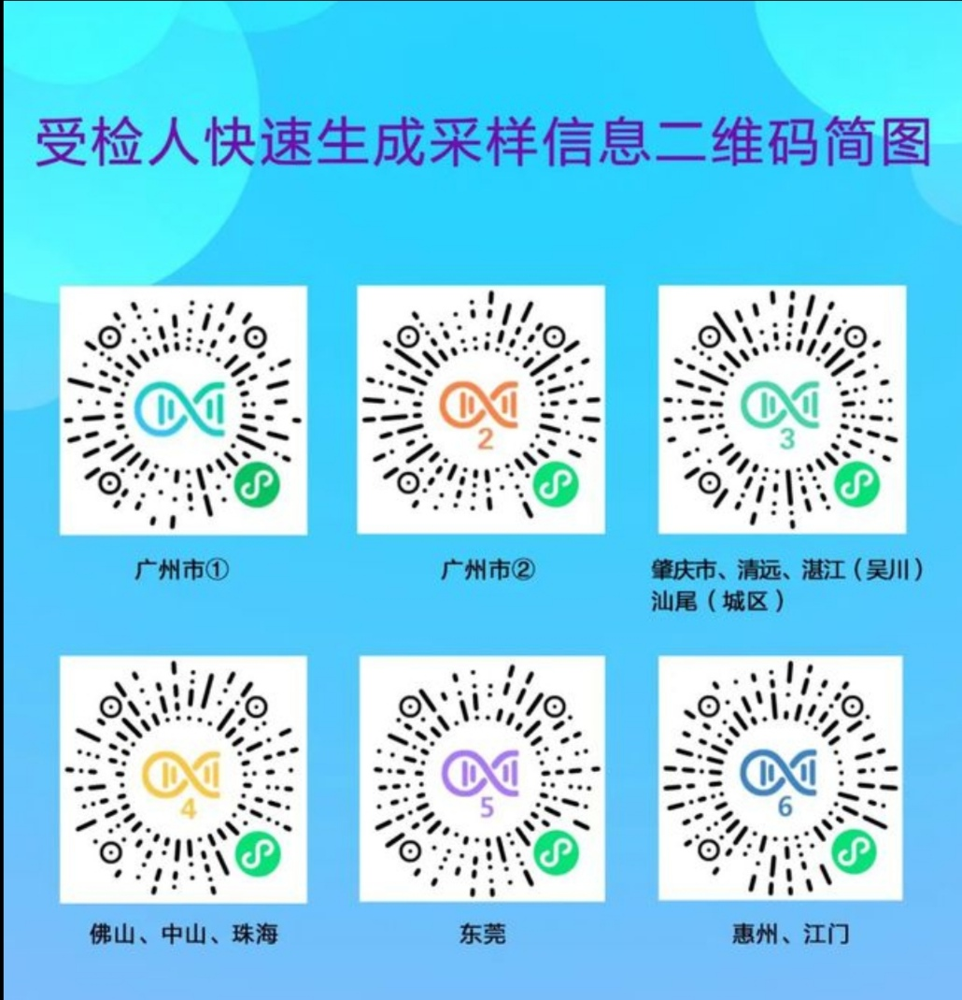 受检人快速生成采样信息二维码简图
2
3
广州市①
广州市②
肇庆市、清远、湛江（吴川）
汕尾（城区）
4
5
6
佛山、中山、珠海
东莞
惠州、江门